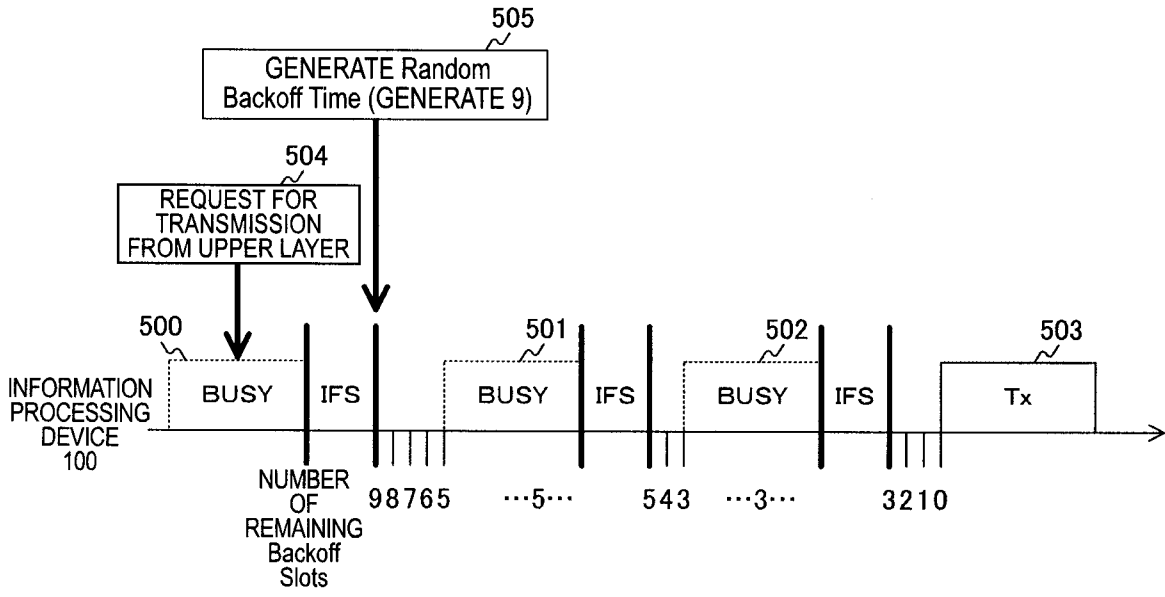 505
GENERATE Random
Backoff Time (GENERATE 9)
504
REQUEST FOR
TRANSMISSION
FROM UPPER LAYER
500
501
502
503
INFORMATION
PROCESSING
DEVICE
100
BUSY
IFS
BUSY
IFS
BUSY
IFS
Tx
NUMBER
OF
REMAINING
Backoff
Slots
98765
···5···
543
···3···
3210